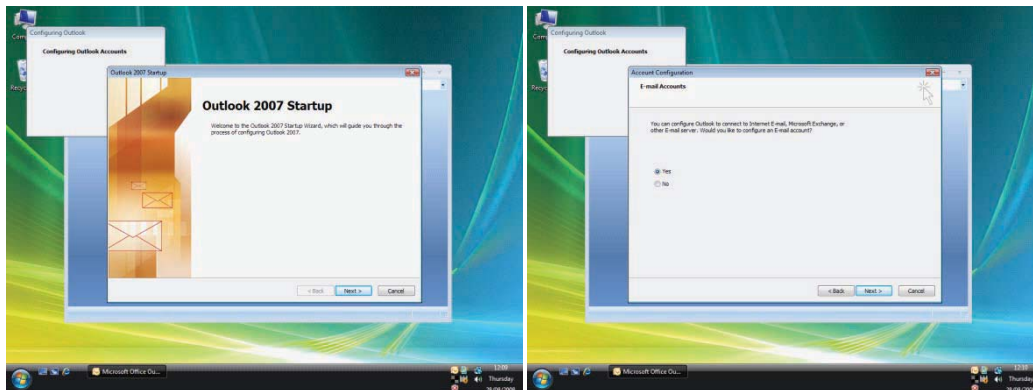 Configuring Outlook
Configuring Outlook Accounts
Outlook 2007 Startup
Outlook 2007 Startup
Welcome to the Outlook 2007 Startup Wizard, which will guide you through the
process of configuring Outlook 2007.
< Back
Next >
Cancel
Microsoft Office Ou...
12:09
Thursday
Configuring Outlook
Configuring Outlook Accounts
Account Configuration
E-mail Accounts
You can configure Outlook to connect to Internet E-mail, Microsoft Exchange, or
other E-mail server. Would you like to configure an E-mail account?
Yes
No
< Back
Next >
Cancel
Microsoft Office Ou...
Thursday